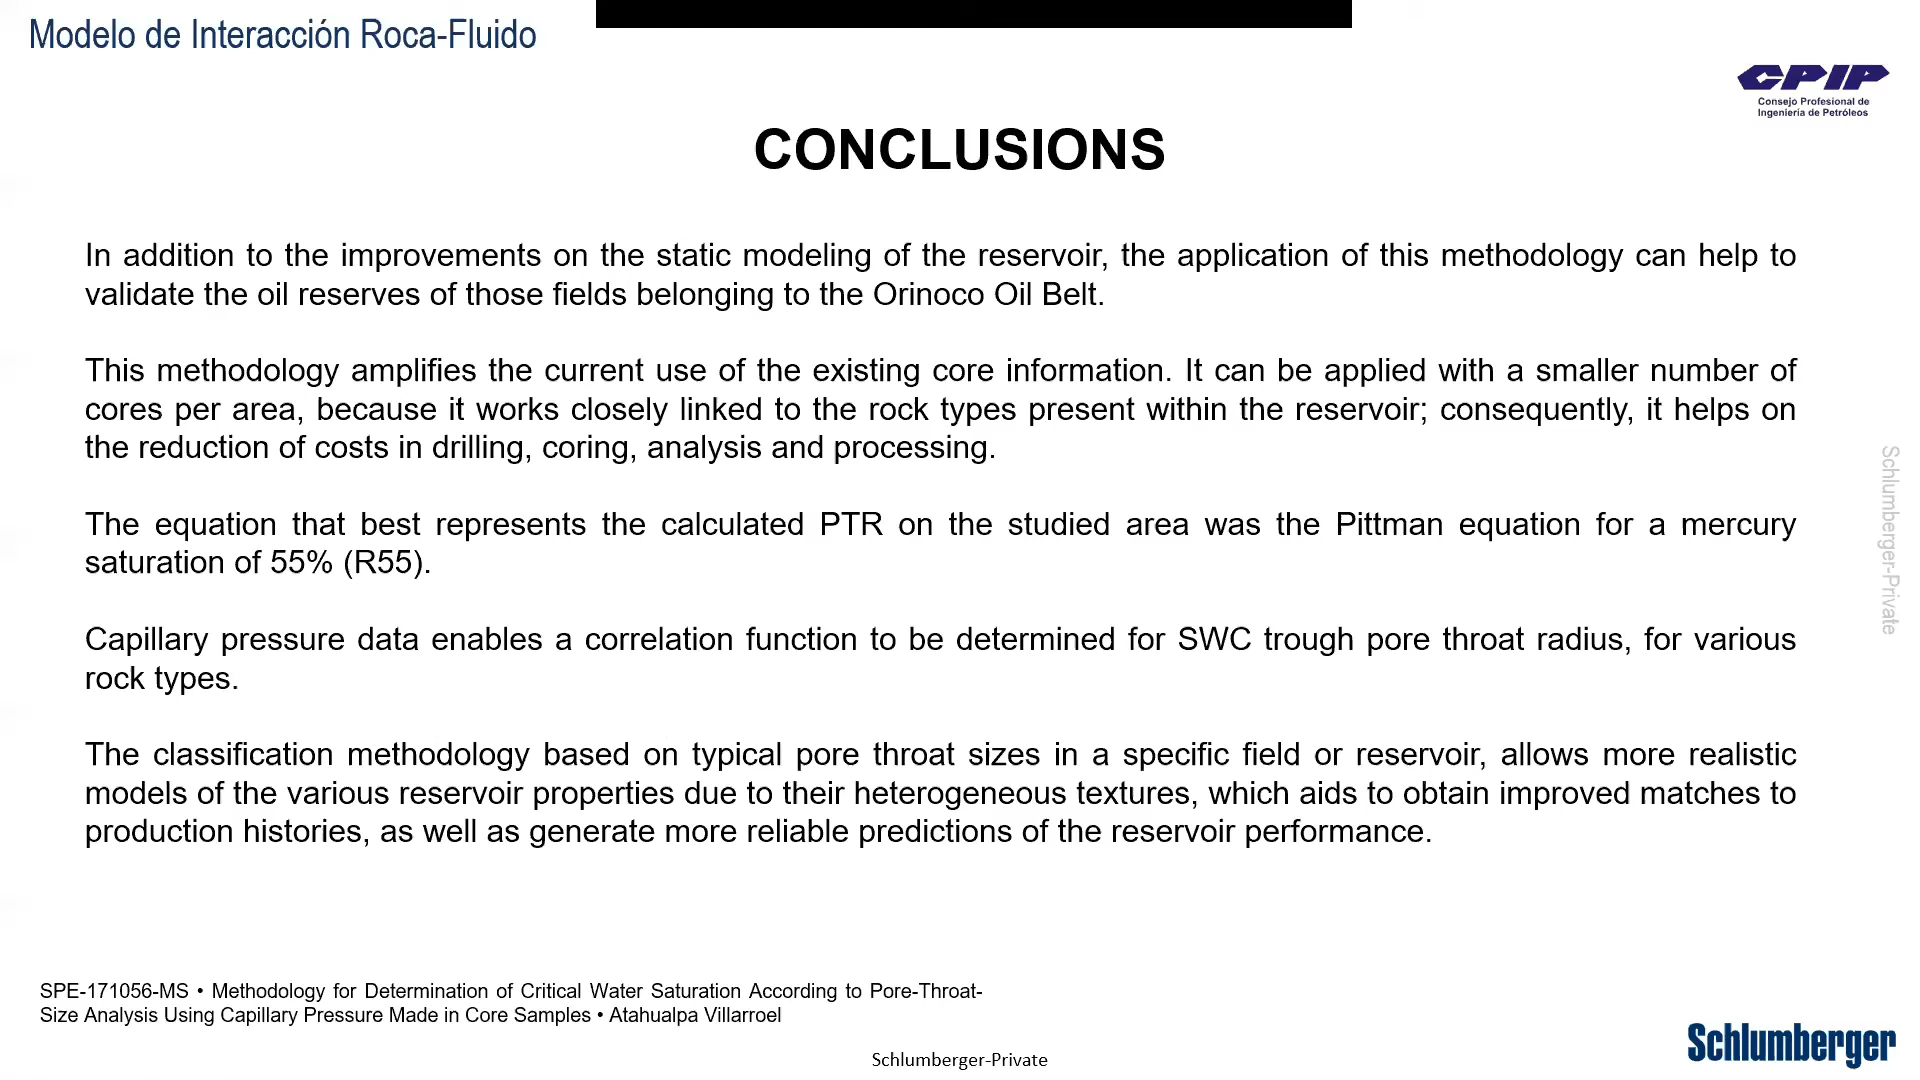 Modelo de Interacción Roca-Fluido
CPIP
Consejo Profesional de
Ingeniería de Petróleos
CONCLUSIONS
In addition to the improvements on the static modeling of the reservoir, the application of this methodology can help to
validate the oil reserves of those fields belonging to the Orinoco Oil Belt.
This methodology amplifies the current use of the existing core information. It can be applied with a smaller number of
cores per area, because it works closely linked to the rock types present within the reservoir; consequently, it helps on
the reduction of costs in drilling, coring, analysis and processing.
The equation that best represents the calculated PTR on the studied area was the Pittman equation for a mercury
saturation of 55% (R55).
Capillary pressure data enables a correlation function to be determined for SWC trough pore throat radius, for various
rock types.
The classification methodology based on typical pore throat sizes in a specific field or reservoir, allows more realistic
models of the various reservoir properties due to their heterogeneous textures, which aids to obtain improved matches to
production histories, as well as generate more reliable predictions of the reservoir performance.
Schlumberger-Private
SPE-171056-MS • Methodology for Determination of Critical Water Saturation According to Pore-Throat-
Size Analysis Using Capillary Pressure Made in Core Samples • Atahualpa Villarroel
Schlumberger
Schlumberger-Private